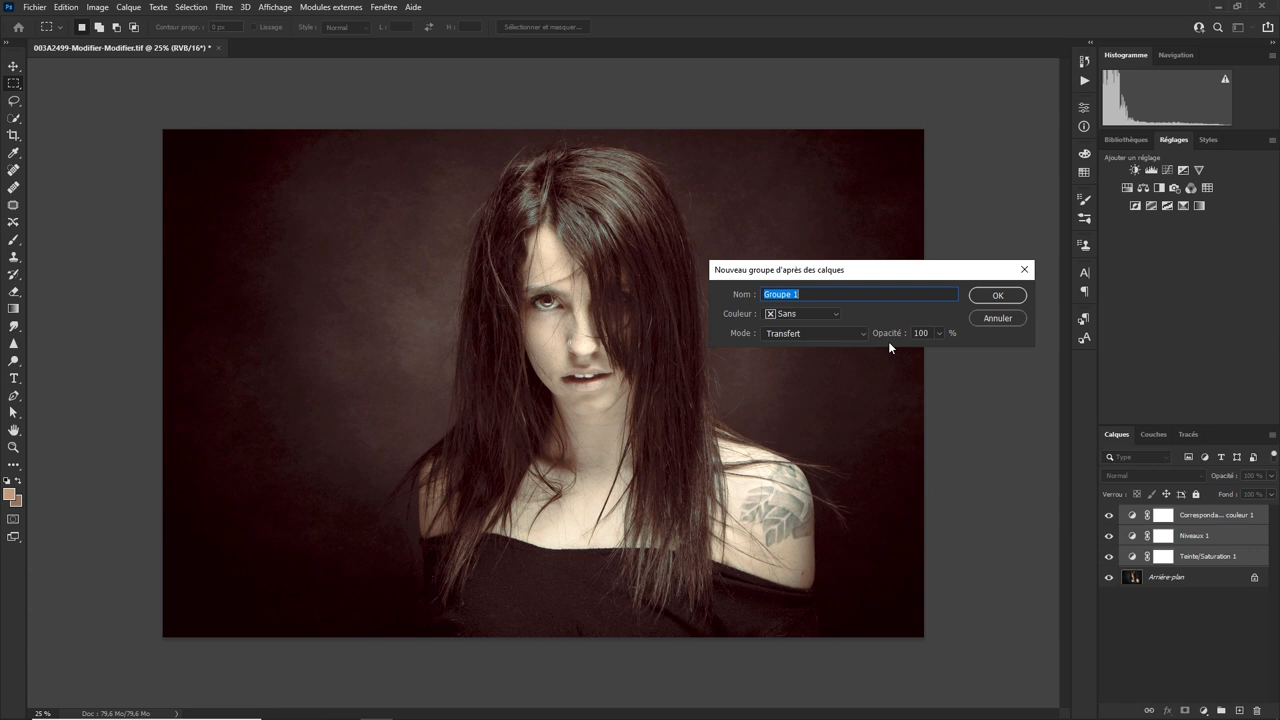 Ps Fichier Edition Image Calque Texte Sélection Filtre 3D Affichage Modules externes Fenêtre Aide
Contour progr. : 0 px Lissage Style : Normal L : H : Sélectionner et masquer...
003A2499-Modifier-Modifier.tif @ 25% (RVB/16*) * ×
Histogramme Navigation
Bibliothèques Réglages Styles
Ajouter un réglage
Nouveau groupe d'après des calques
Nom : Groupe 1 OK
Couleur : Sans Annuler
Mode : Transfert Opacité : 100 %
Calques Couches Tracés
Type
Normal Opacité : 100 %
Verrou : Fond : 100 %
Corresponda... couleur 1
Niveaux 1
Teinte/Saturation 1
Arrière-plan
25 % Doc : 79,6 Mo/79,6 Mo